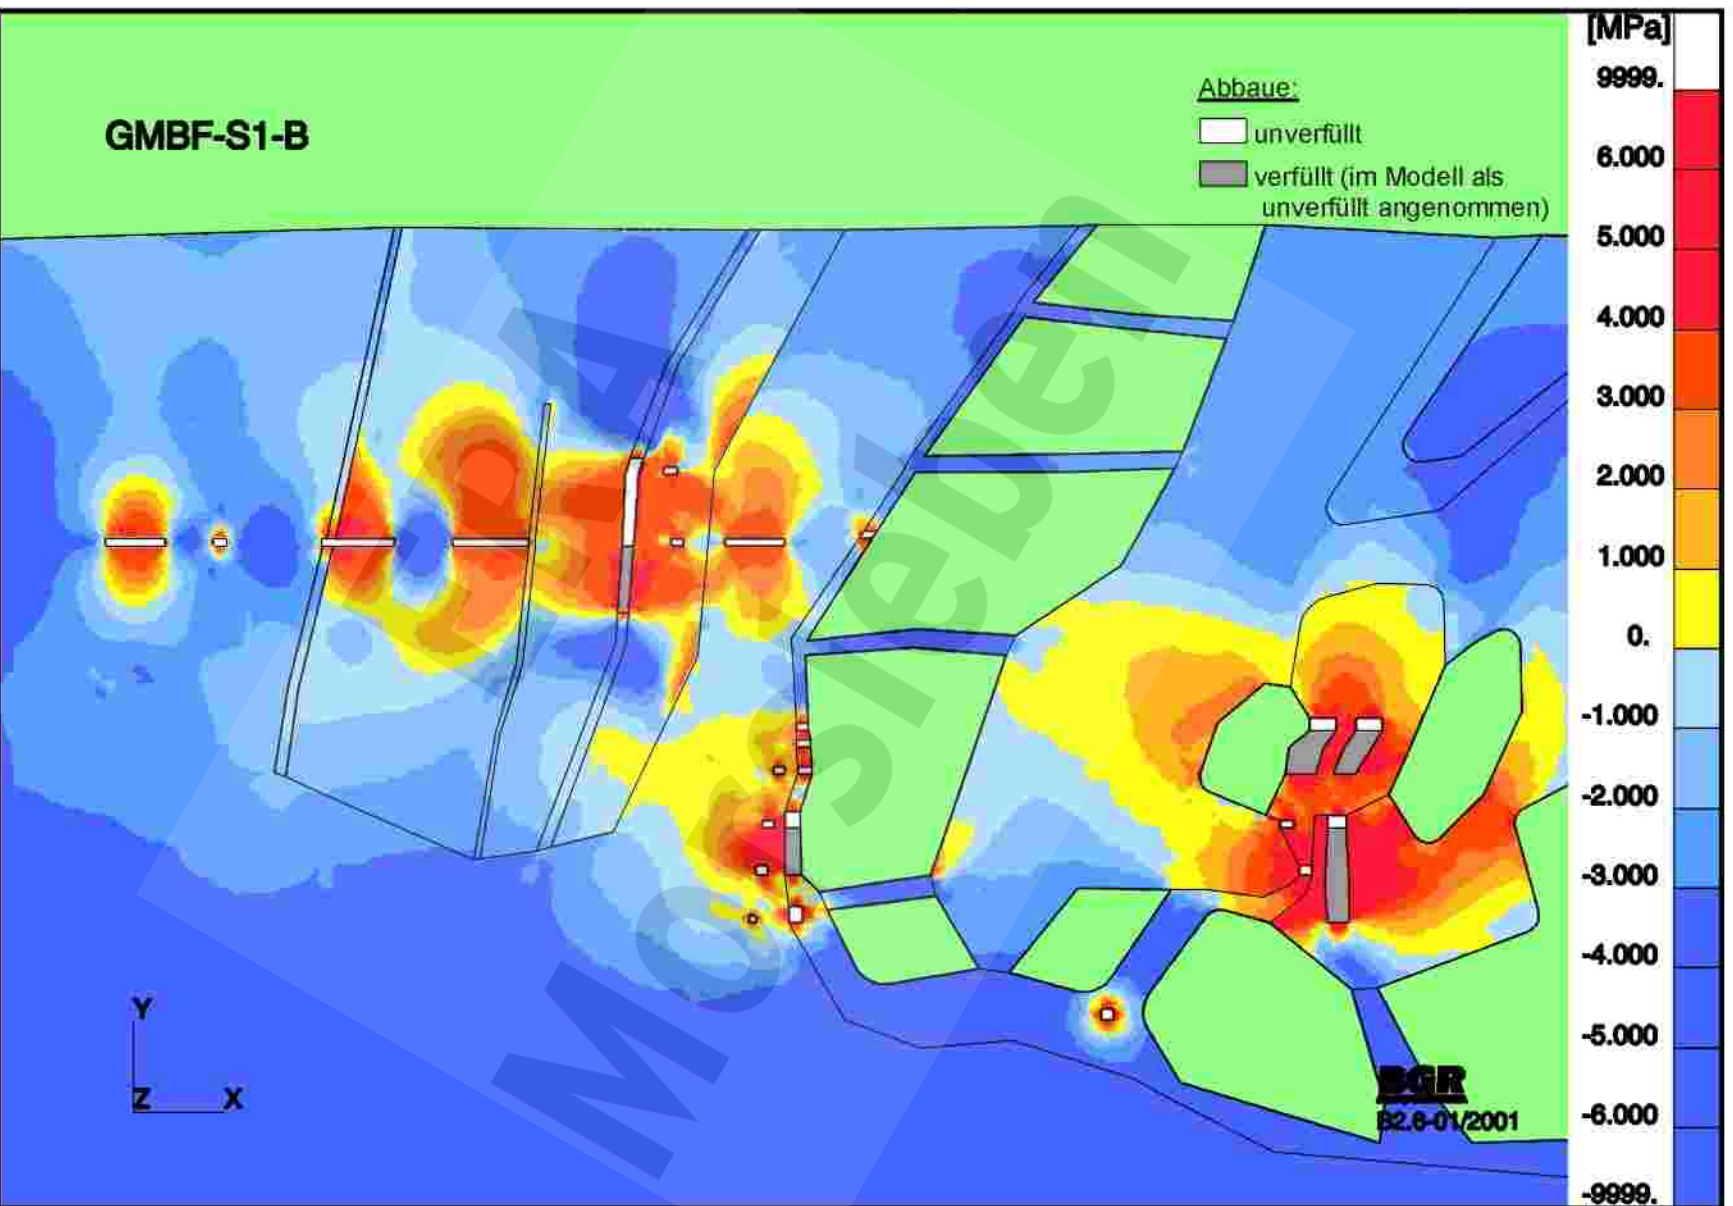 GMBF-S1-B
Abbaue:
unverfüllt
verfüllt (im Modell als
unverfüllt angenommen)
[MPa]
9999.
6.000
5.000
4.000
3.000
2.000
1.000
0.
-1.000
-2.000
-3.000
-4.000
-5.000
-6.000
-9999.
Y
Z X
BGR
B2.6-01/2001
ERA Morsleben